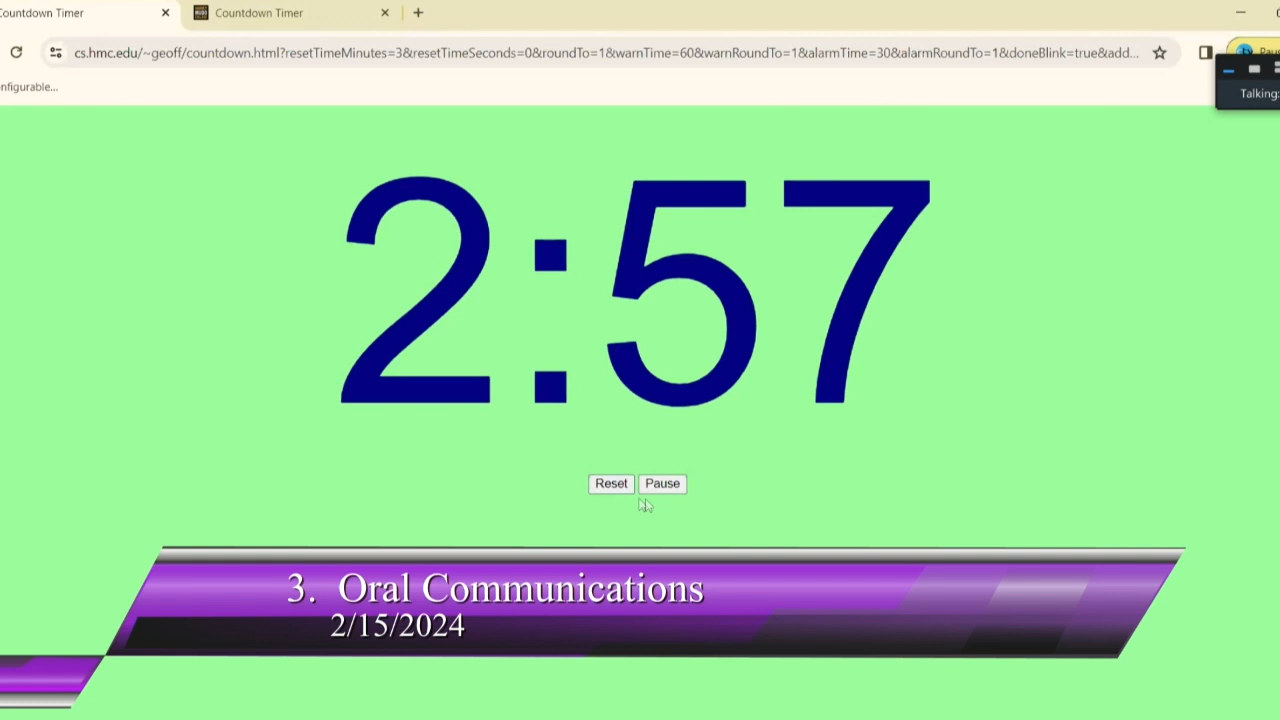 Countdown Timer
Countdown Timer
cs.hmc.edu/~geoff/countdown.html?resetTimeMinutes=3&resetTimeSeconds=0&roundTo=1&warnTime=60&warnRoundTo=1&alarmTime=30&alarmRoundTo=1&doneBlink=true&add...
nfigurable...
Talking:
2:57
Reset Pause
3. Oral Communications
2/15/2024